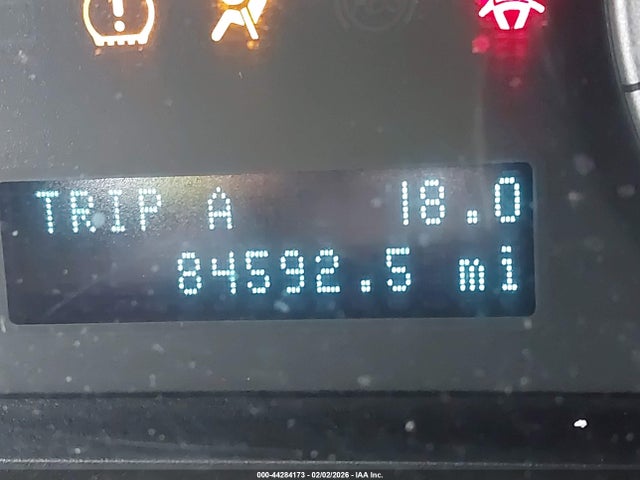 TRIP A 18.0
84592.5 mi
000-44284173 - 02/02/2026 - IAA Inc.